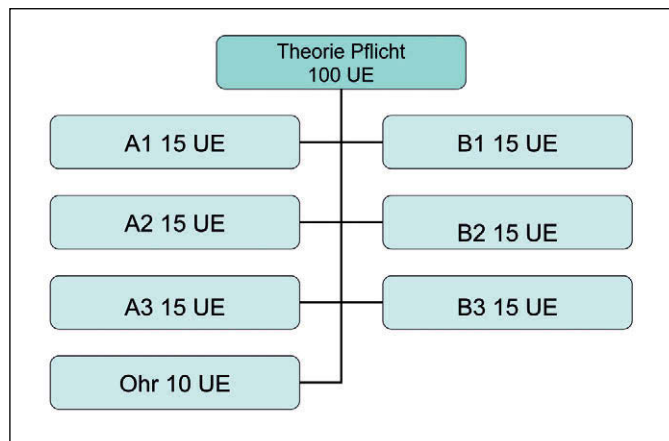 Theorie Pflicht
100 UE
A1 15 UE
B1 15 UE
A2 15 UE
B2 15 UE
A3 15 UE
B3 15 UE
Ohr 10 UE